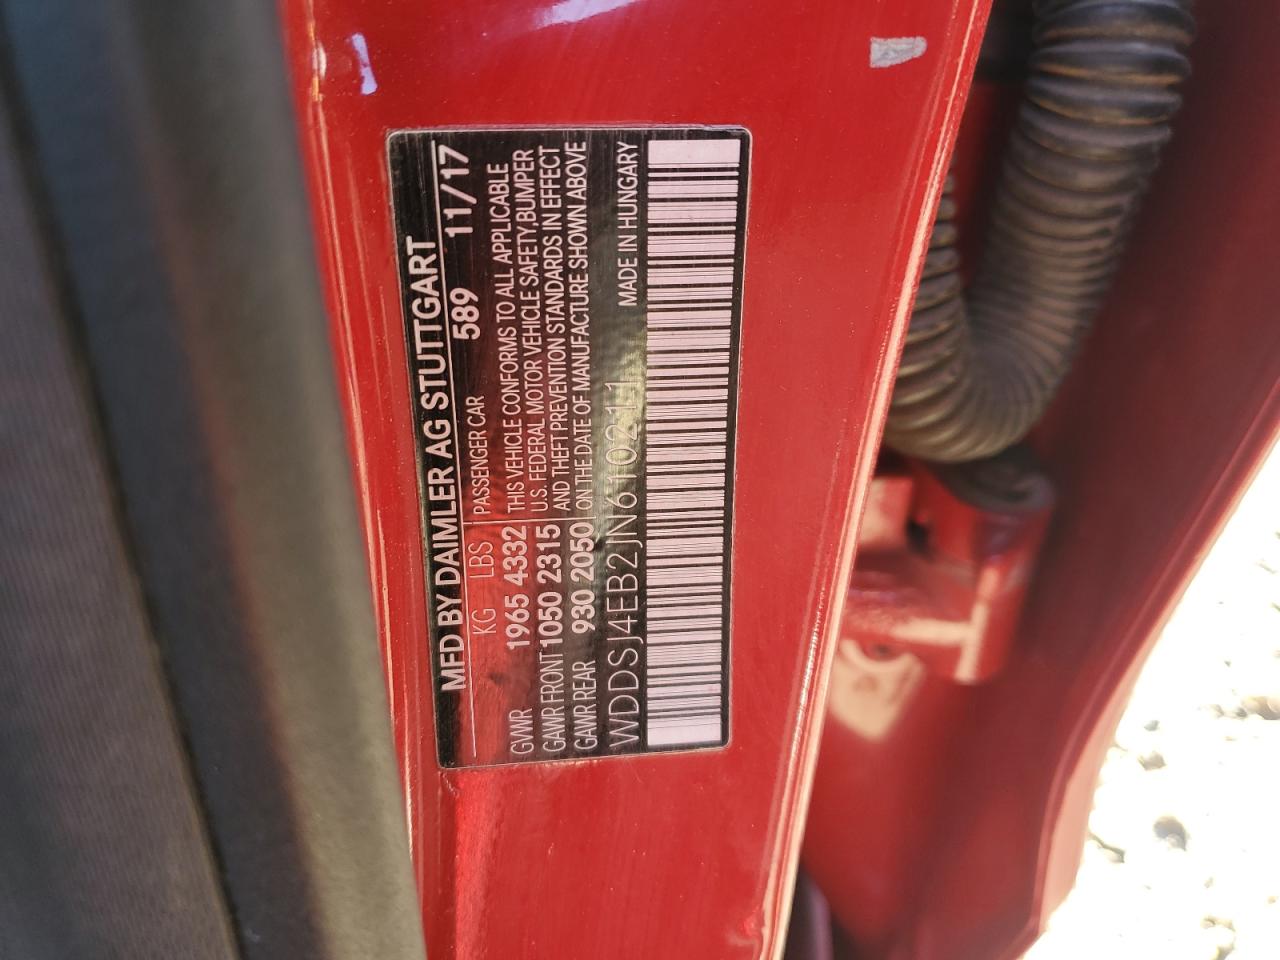 MFD BY DAIMLER AG STUTTGART
KG LBS 589 11/17
PASSENGER CAR
GVWR 1965 4332 THIS VEHICLE CONFORMS TO ALL APPLICABLE
U.S. FEDERAL MOTOR VEHICLE SAFETY,BUMPER
GAWR FRONT 1050 2315 AND THEFT PREVENTION STANDARDS IN EFFECT
GAWR REAR 930 2050 ON THE DATE OF MANUFACTURE SHOWN ABOVE
WDDSJ4EB2JN610211 MADE IN HUNGARY